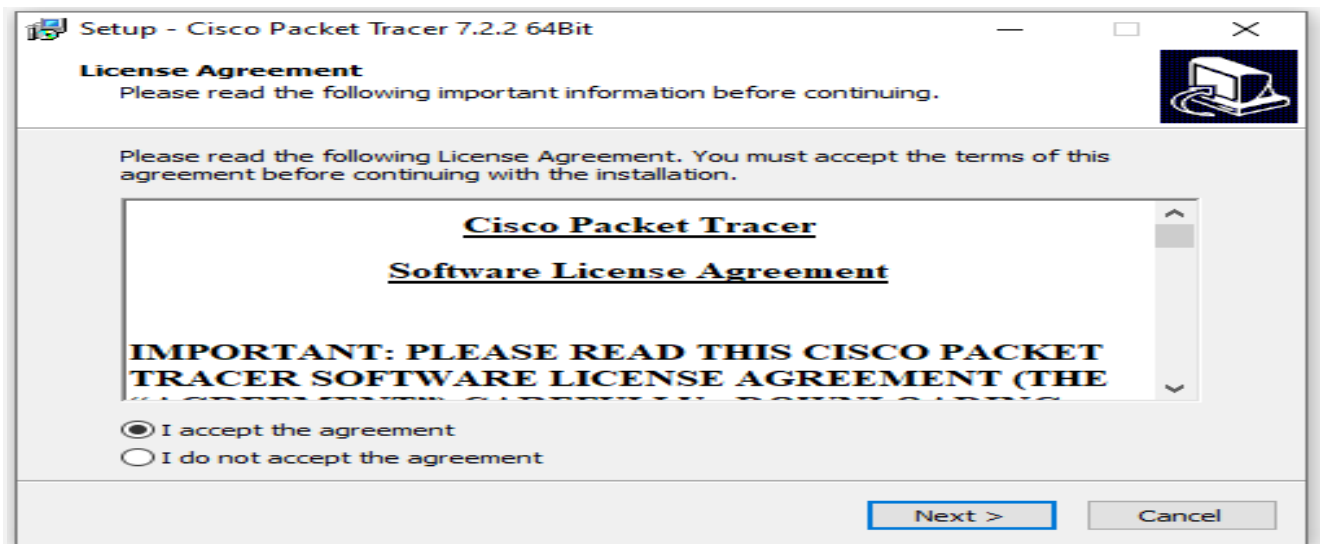 Setup - Cisco Packet Tracer 7.2.2 64Bit
License Agreement
Please read the following important information before continuing.
Please read the following License Agreement. You must accept the terms of this
agreement before continuing with the installation.
Cisco Packet Tracer
Software License Agreement
IMPORTANT: PLEASE READ THIS CISCO PACKET
TRACER SOFTWARE LICENSE AGREEMENT (THE
“AGREEMENT”) CAREFULLY. DOWNLOADING
I accept the agreement
I do not accept the agreement
Next >
Cancel